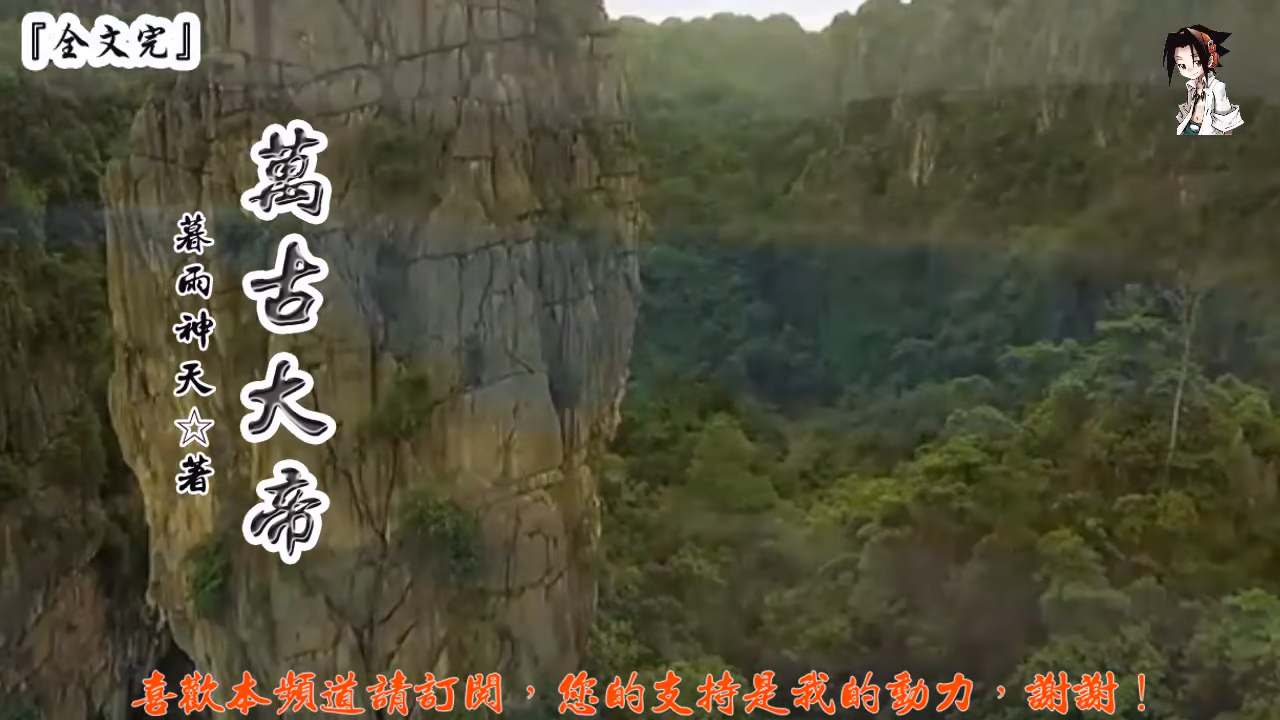 『全文完』
萬古大帝
暮雨神天☆著
喜歡本頻道請訂閱，您的支持是我的動力，謝謝！